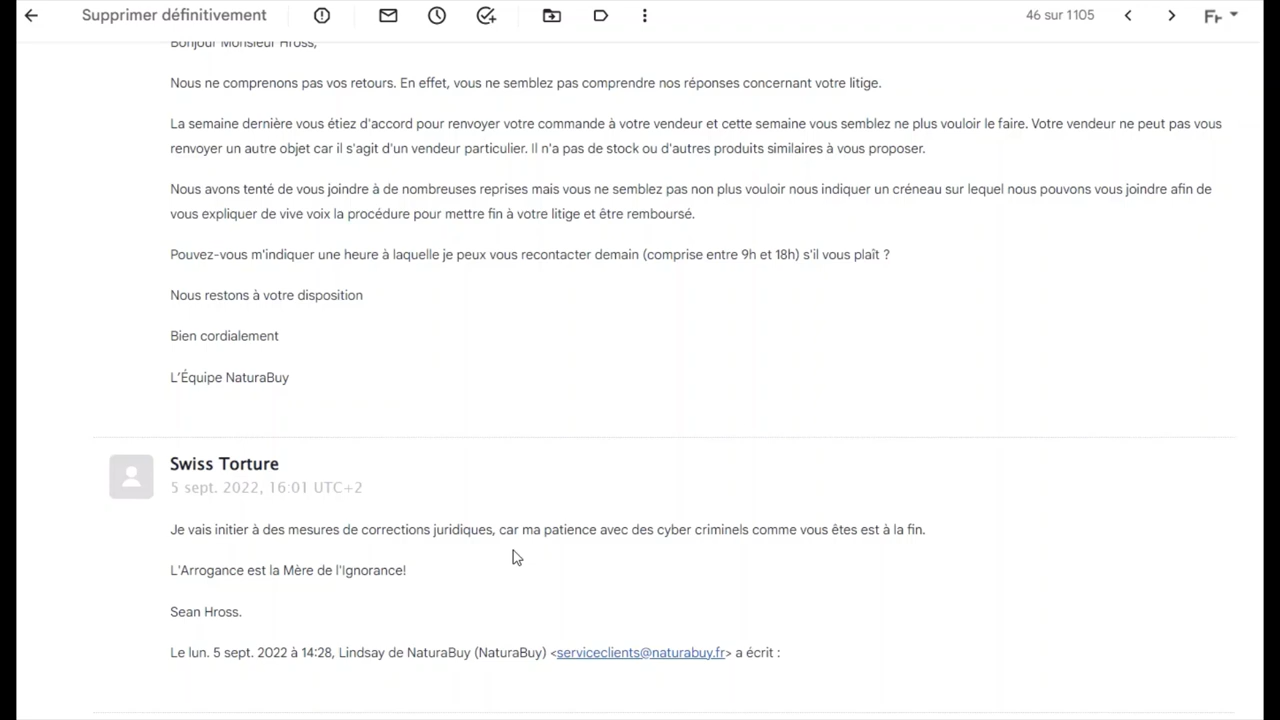 Supprimer définitivement
46 sur 1105
Fr
Bonjour Monsieur Hross,
Nous ne comprenons pas vos retours. En effet, vous ne semblez pas comprendre nos réponses concernant votre litige.
La semaine dernière vous étiez d'accord pour renvoyer votre commande à votre vendeur et cette semaine vous semblez ne plus vouloir le faire. Votre vendeur ne peut pas vous
renvoyer un autre objet car il s'agit d'un vendeur particulier. Il n'a pas de stock ou d'autres produits similaires à vous proposer.
Nous avons tenté de vous joindre à de nombreuses reprises mais vous ne semblez pas non plus vouloir nous indiquer un créneau sur lequel nous pouvons vous joindre afin de
vous expliquer de vive voix la procédure pour mettre fin à votre litige et être remboursé.
Pouvez-vous m'indiquer une heure à laquelle je peux vous recontacter demain (comprise entre 9h et 18h) s'il vous plaît ?
Nous restons à votre disposition
Bien cordialement
L'Équipe NaturaBuy
Swiss Torture
5 sept. 2022, 16:01 UTC+2
Je vais initier à des mesures de corrections juridiques, car ma patience avec des cyber criminels comme vous êtes est à la fin.
L'Arrogance est la Mère de l'Ignorance!
Sean Hross.
Le lun. 5 sept. 2022 à 14:28, Lindsay de NaturaBuy (NaturaBuy) <serviceclients@naturabuy.fr> a écrit :